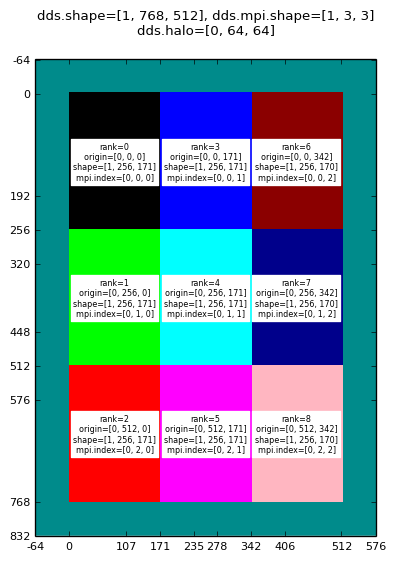 dds.shape=[1, 768, 512], dds.mpi.shape=[1, 3, 3]
dds.halo=[0, 64, 64]
-64
0
192
256
320
448
512
576
768
832
rank=0
origin=[0, 0, 0]
shape=[1, 256, 171]
mpi.index=[0, 0, 0]
rank=3
origin=[0, 0, 171]
shape=[1, 256, 171]
mpi.index=[0, 0, 1]
rank=6
origin=[0, 0, 342]
shape=[1, 256, 170]
mpi.index=[0, 0, 2]
rank=1
origin=[0, 256, 0]
shape=[1, 256, 171]
mpi.index=[0, 1, 0]
rank=4
origin=[0, 256, 171]
shape=[1, 256, 171]
mpi.index=[0, 1, 1]
rank=7
origin=[0, 256, 342]
shape=[1, 256, 170]
mpi.index=[0, 1, 2]
rank=2
origin=[0, 512, 0]
shape=[1, 256, 171]
mpi.index=[0, 2, 0]
rank=5
origin=[0, 512, 171]
shape=[1, 256, 171]
mpi.index=[0, 2, 1]
rank=8
origin=[0, 512, 342]
shape=[1, 256, 170]
mpi.index=[0, 2, 2]
-64 0 107 171 235 278 342 406 512 576